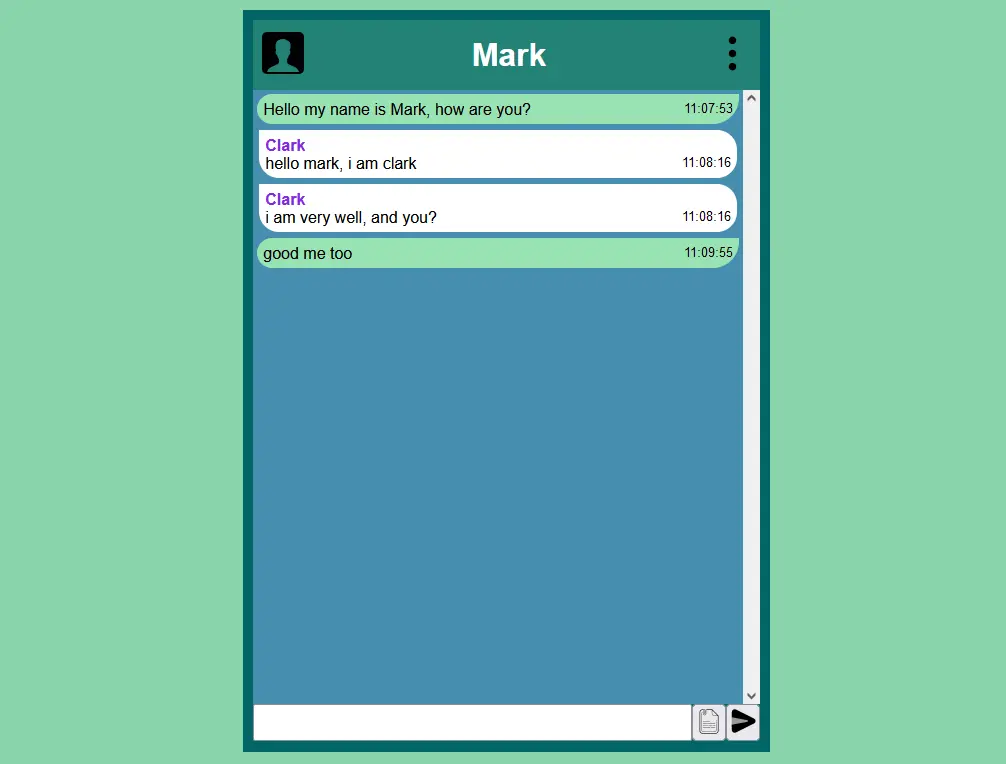 Mark
Hello my name is Mark, how are you? 11:07:53
Clark
hello mark, i am clark 11:08:16
Clark
i am very well, and you? 11:08:16
good me too 11:09:55